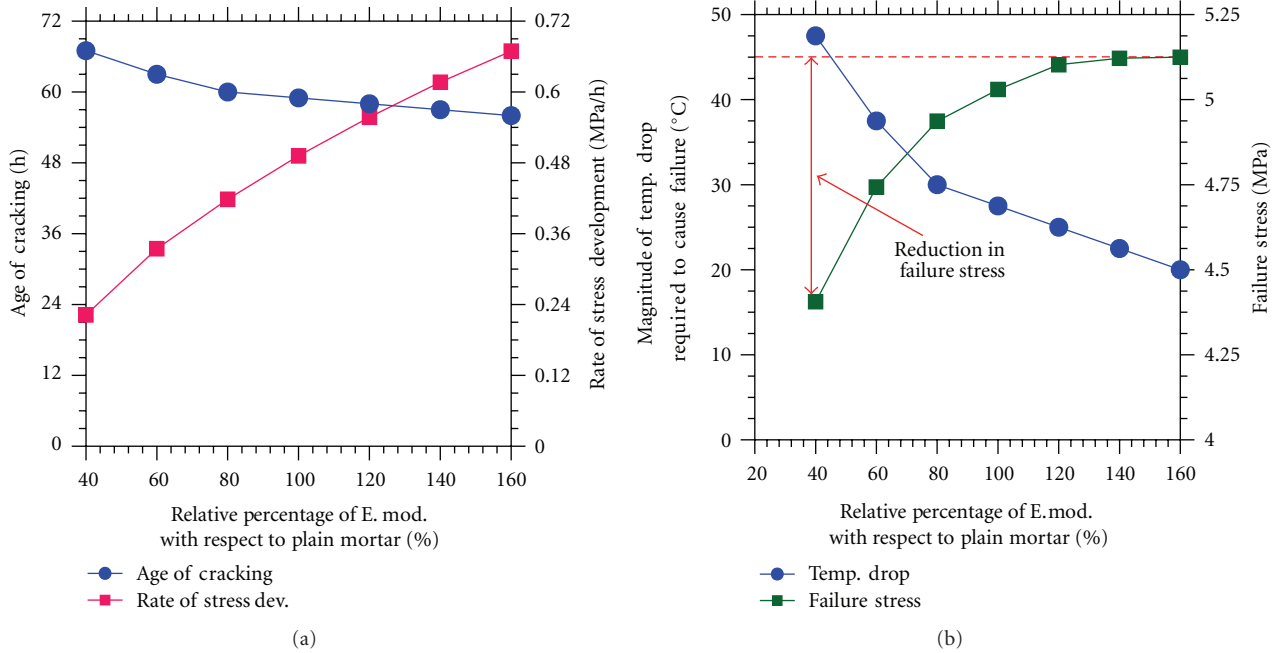 72
60
48
36
24
12
0
Age of cracking (h)
0.72
0.6
0.48
0.36
0.24
0.12
0
Rate of stress development (MPa/h)
40 60 80 100 120 140 160
Relative percentage of E. mod.
with respect to plain mortar (%)
Age of cracking
Rate of stress dev.
(a)
50
40
30
20
10
0
Magnitude of temp. drop
required to cause failure (°C)
5.25
5
4.75
4.5
4.25
4
Failure stress (MPa)
Reduction in
failure stress
20 40 60 80 100 120 140 160
Relative percentage of E.mod.
with respect to plain mortar (%)
Temp. drop
Failure stress
(b)